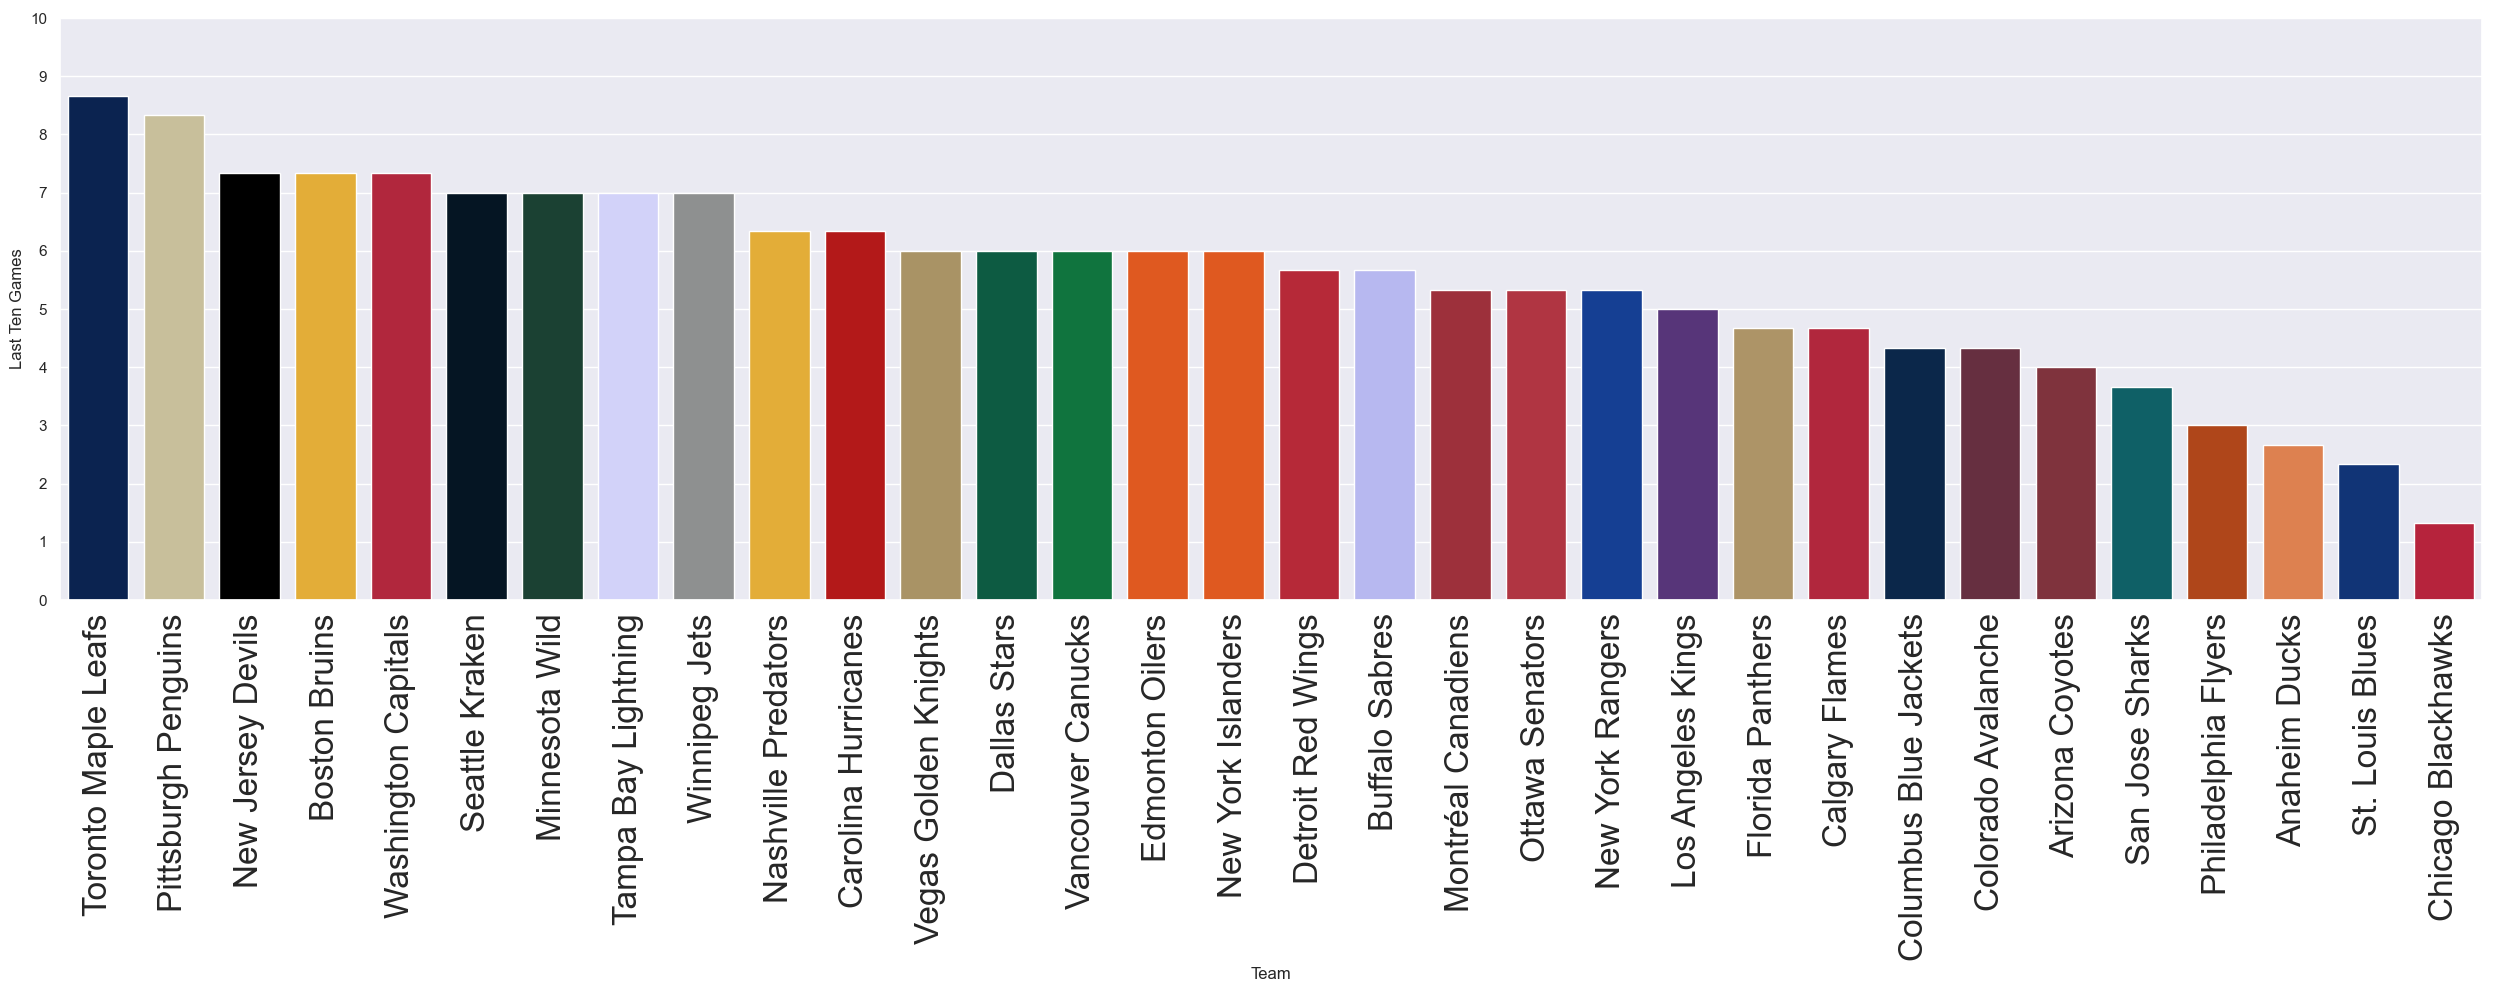 10
9
8
7
6
5
4
3
2
1
0
Last Ten Games
Toronto Maple Leafs
Pittsburgh Penguins
New Jersey Devils
Boston Bruins
Washington Capitals
Seattle Kraken
Minnesota Wild
Tampa Bay Lightning
Winnipeg Jets
Nashville Predators
Carolina Hurricanes
Vegas Golden Knights
Dallas Stars
Vancouver Canucks
Edmonton Oilers
New York Islanders
Detroit Red Wings
Buffalo Sabres
Montréal Canadiens
Ottawa Senators
New York Rangers
Los Angeles Kings
Florida Panthers
Calgary Flames
Columbus Blue Jackets
Colorado Avalanche
Arizona Coyotes
San Jose Sharks
Philadelphia Flyers
Anaheim Ducks
St. Louis Blues
Chicago Blackhawks
Team